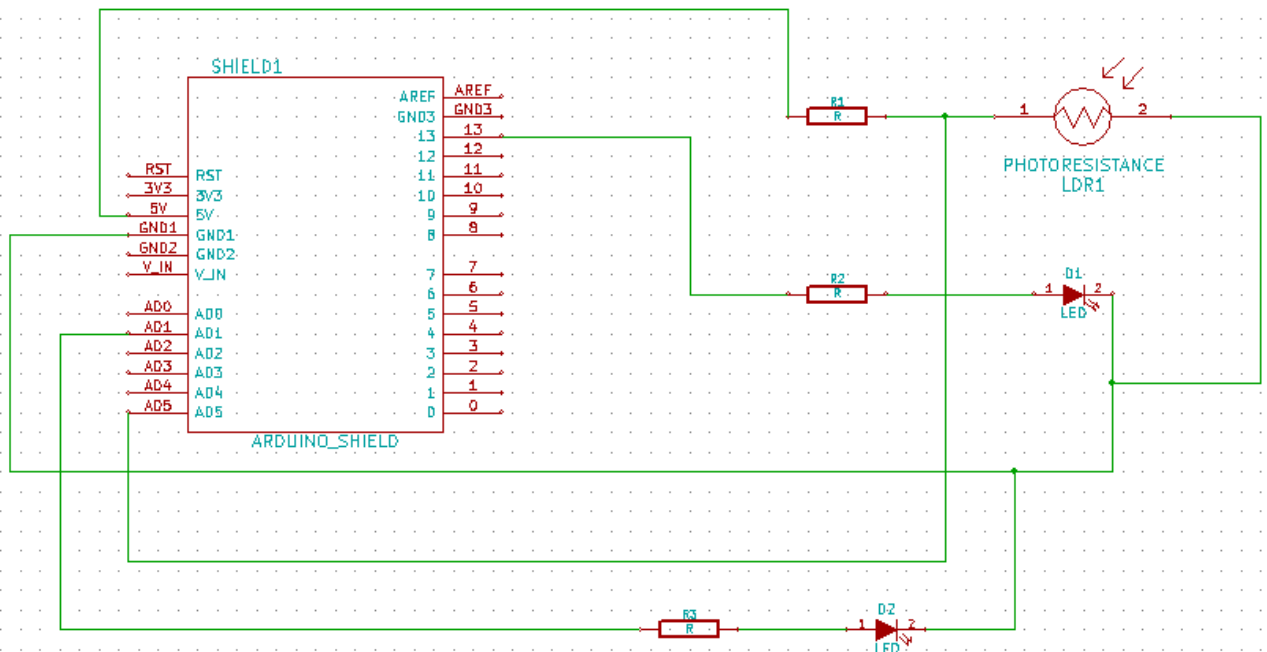 SHIELD1
AREF AREF
GND3 GND3
13 13
12 12
11 11
10 10
9 9
8 8
7 7
6 6
5 5
4 4
3 3
2 2
1 1
0 0
RST RST
3V3 3V3
5V 5V
GND1 GND1
GND2 GND2
V_IN V_IN
AD0 AD0
AD1 AD1
AD2 AD2
AD3 AD3
AD4 AD4
AD5 AD5
ARDUINO_SHIELD
R1
R
1 2
PHOTORESISTANCE
LDR1
R2
R
D1
1 2
LED
R3
R
D2
1 2
LED